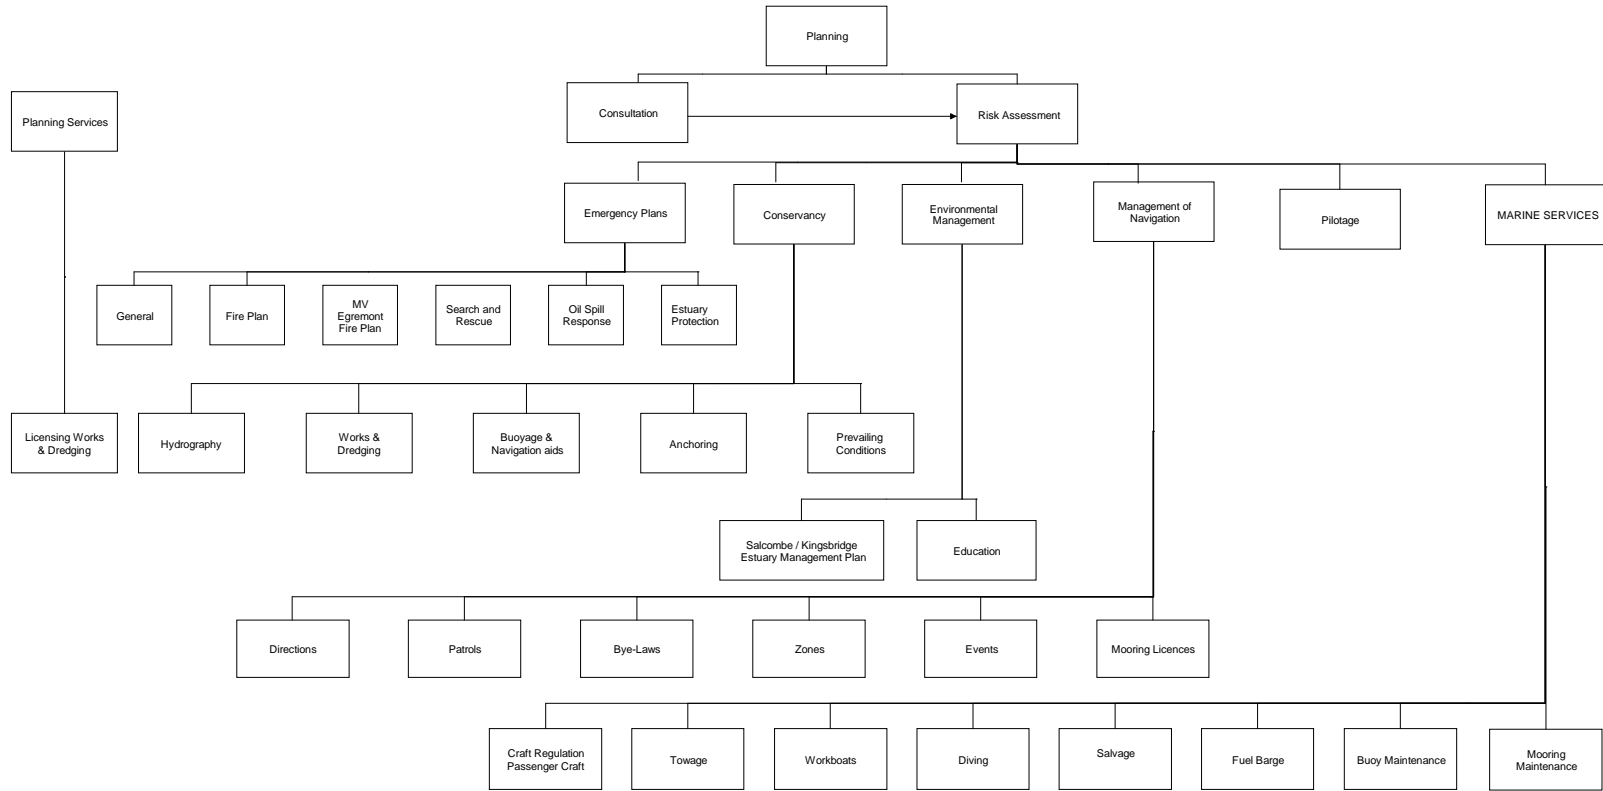 Planning
Consultation
Risk Assessment
Planning Services
Emergency Plans
Conservancy
Environmental
Management
Management of
Navigation
Pilotage
MARINE SERVICES
General
Fire Plan
MV
Egremont
Fire Plan
Search and
Rescue
Oil Spill
Response
Estuary
Protection
Licensing Works
& Dredging
Hydrography
Works &
Dredging
Buoyage &
Navigation aids
Anchoring
Prevailing
Conditions
Salcombe / Kingsbridge
Estuary Management Plan
Education
Directions
Patrols
Bye-Laws
Zones
Events
Mooring Licences
Craft Regulation
Passenger Craft
Towage
Workboats
Diving
Salvage
Fuel Barge
Buoy Maintenance
Mooring
Maintenance